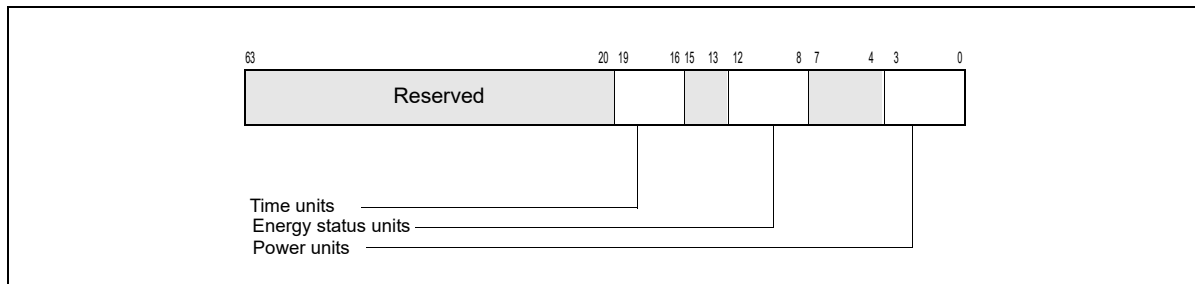 63 20 19 16 15 13 12 8 7 4 3 0
Reserved
Time units
Energy status units
Power units